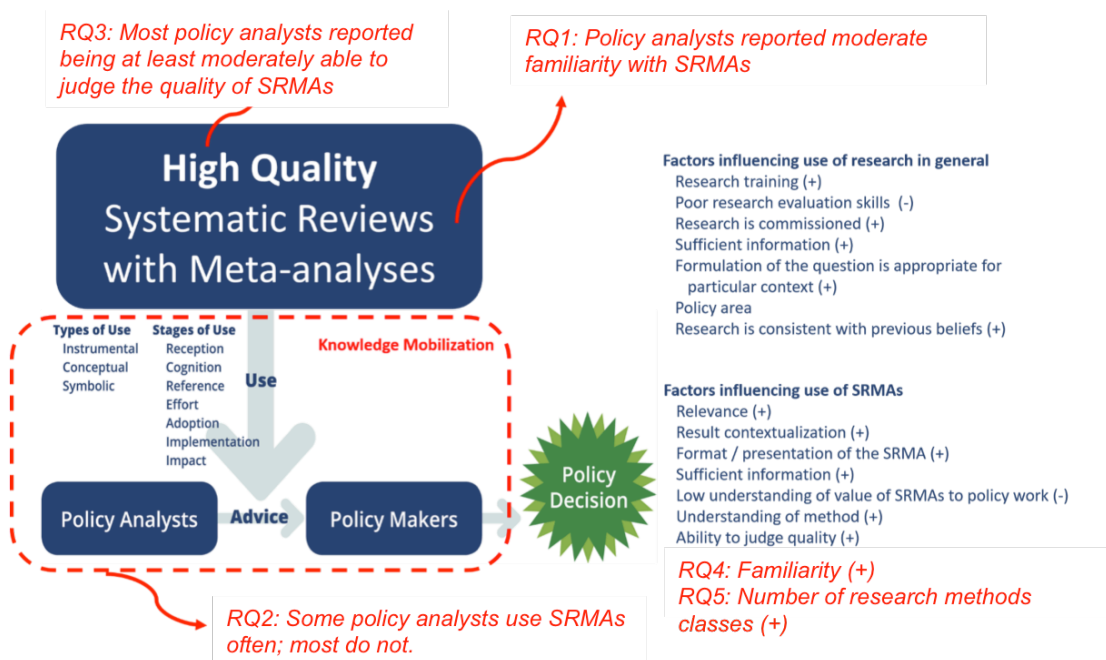 RQ3: Most policy analysts reported
being at least moderately able to
judge the quality of SRMAs
RQ1: Policy analysts reported moderate
familiarity with SRMAs
High Quality
Systematic Reviews
with Meta-analyses
Factors influencing use of research in general
Research training (+)
Poor research evaluation skills (-)
Research is commissioned (+)
Sufficient information (+)
Formulation of the question is appropriate for
particular context (+)
Policy area
Research is consistent with previous beliefs (+)
Types of Use
Instrumental
Conceptual
Symbolic
Stages of Use
Reception
Cognition
Reference
Effort
Adoption
Implementation
Impact
Use
Knowledge Mobilization
Policy Analysts
Advice
Policy Makers
Policy
Decision
Factors influencing use of SRMAs
Relevance (+)
Result contextualization (+)
Format / presentation of the SRMA (+)
Sufficient information (+)
Low understanding of value of SRMAs to policy work (-)
Understanding of method (+)
Ability to judge quality (+)
RQ4: Familiarity (+)
RQ5: Number of research methods
classes (+)
RQ2: Some policy analysts use SRMAs
often; most do not.